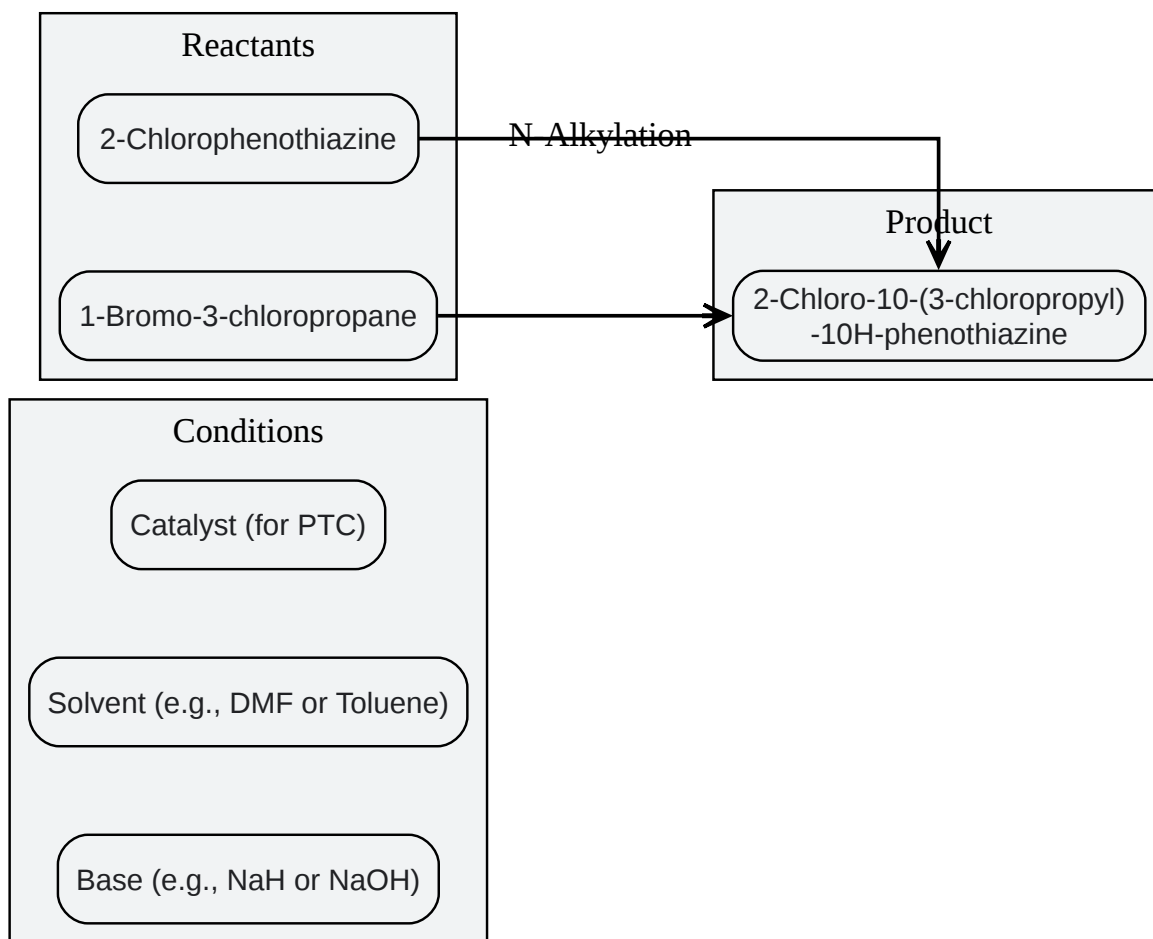 Reactants
2-Chlorophenothiazine
N-Alkylation
1-Bromo-3-chloropropane
Product
2-Chloro-10-(3-chloropropyl)
-10H-phenothiazine
Conditions
Catalyst (for PTC)
Solvent (e.g., DMF or Toluene)
Base (e.g., NaH or NaOH)